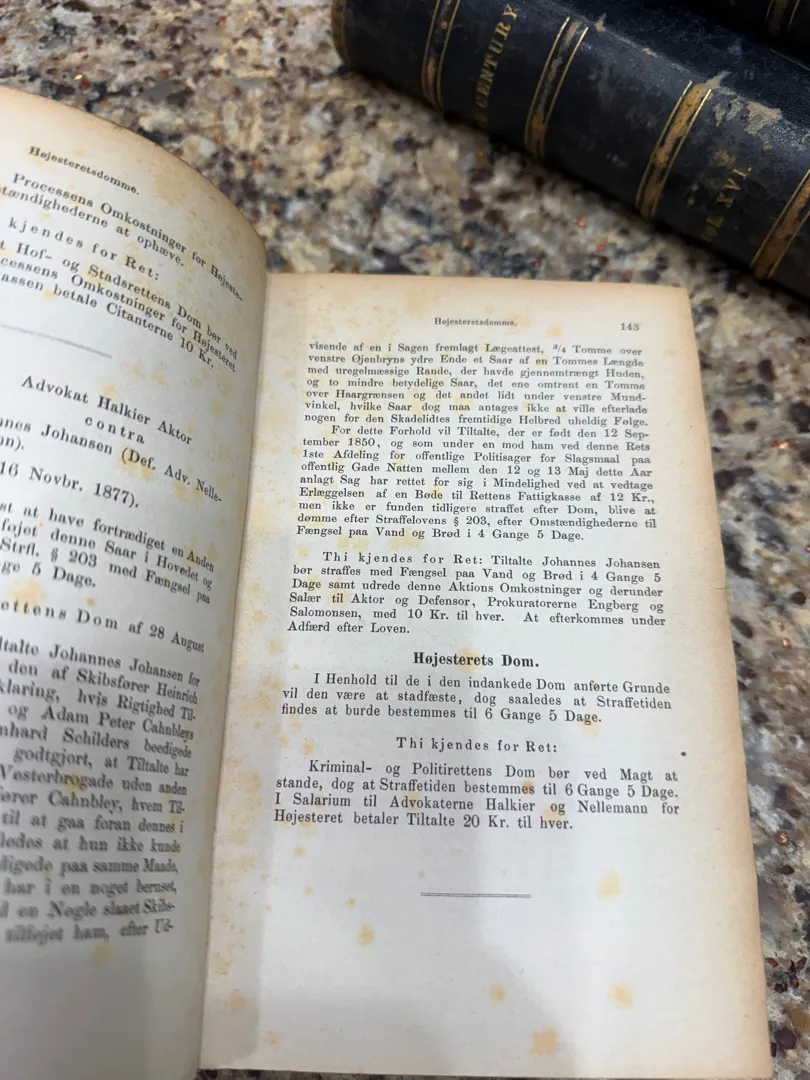 Højesteretsdomme.
Processens Omkostninger for Højeste-
tændighederne at ophæve.
kjendes for Ret:
t Hof- og Stadsrettens Dom bør ved
cessens Omkostninger for Højesteret
assen betale Citanterne 10 Kr.
Advokat Halkier Aktor
contra
nnes Johansen (Def. Adv. Nelle-
nn).
16 Novbr. 1877).
st at have fortrædiget en Anden
føjet denne Saar i Hovedet og
Strfl. § 203 med Fængsel paa
ge 5 Dage.
ettens Dom af 28 August
ltalte Johannes Johansen for
den af Skibsfører Heinrich
klaring, hvis Rigtighed Til-
og Adam Peter Cahnbleys
nhard Schilders beedigede
godtgjort, at Tiltalte har
Vesterbrogade uden anden
fører Cahnbley, hvem Til-
til at gaa foran dennes i
ledes at hun ikke kunde
digede paa samme Maade,
har i en noget beruset,
d en Nøgle slaaet Skibs-
tilføjet ham, efter Ud-
Højesteretsdomme.
143
visende af en i Sagen fremlagt Lægeattest, ³/₄ Tomme over
venstre Øjenbryns ydre Ende et Saar af en Tommes Længde
med uregelmæssige Rande, der havde gjennemtrængt Huden,
og to mindre betydelige Saar, det ene omtrent en Tomme
over Haargrænsen og det andet lidt under venstre Mund-
vinkel, hvilke Saar dog maa antages ikke at ville efterlade
nogen for den Skadelidtes fremtidige Helbred uheldig Følge.
For dette Forhold vil Tiltalte, der er født den 12 Sep-
tember 1850, og som under en mod ham ved denne Rets
1ste Afdeling for offentlige Politisager for Slagsmaal paa
offentlig Gade Natten mellem den 12 og 13 Maj dette Aar
anlagt Sag har rettet for sig i Mindelighed ved at vedtage
Erlæggelsen af en Bøde til Rettens Fattigkasse af 12 Kr.,
men ikke er funden tidligere straffet efter Dom, blive at
dømme efter Straffelovens § 203, efter Omstændighederne til
Fængsel paa Vand og Brød i 4 Gange 5 Dage.
Thi kjendes for Ret: Tiltalte Johannes Johansen
bør straffes med Fængsel paa Vand og Brød i 4 Gange 5
Dage samt udrede denne Aktions Omkostninger og derunder
Salær til Aktor og Defensor, Prokuratorerne Engberg og
Salomonsen, med 10 Kr. til hver. At efterkommes under
Adfærd efter Loven.
Højesterets Dom.
I Henhold til de i den indankede Dom anførte Grunde
vil den være at stadfæste, dog saaledes at Straffetiden
findes at burde bestemmes til 6 Gange 5 Dage.
Thi kjendes for Ret:
Kriminal- og Politirettens Dom bør ved Magt at
stande, dog at Straffetiden bestemmes til 6 Gange 5 Dage.
I Salarium til Advokaterne Halkier og Nellemann for
Højesteret betaler Tiltalte 20 Kr. til hver.
CENTURY
XVI.